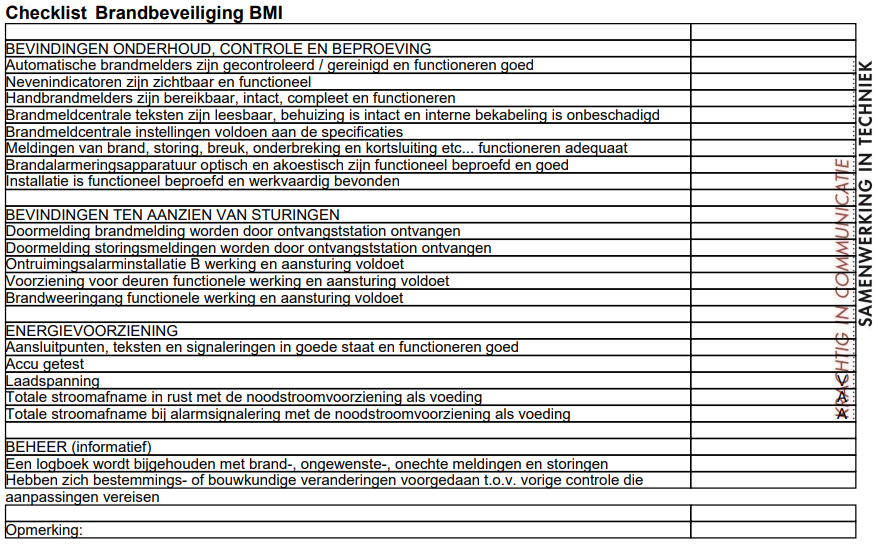 Checklist Brandbeveiliging BMI
BEVINDINGEN ONDERHOUD, CONTROLE EN BEPROEVING
Automatische brandmelders zijn gecontroleerd / gereinigd en functioneren goed
Nevenindicatoren zijn zichtbaar en functioneel
Handbrandmelders zijn bereikbaar, intact, compleet en functioneren
Brandmeldcentrale teksten zijn leesbaar, behuizing is intact en interne bekabeling is onbeschadigd
Brandmeldcentrale instellingen voldoen aan de specificaties
Meldingen van brand, storing, breuk, onderbreking en kortsluiting etc... functioneren adequaat
Brandalarmeringsapparatuur optisch en akoestisch zijn functioneel beproefd en goed
Installatie is functioneel beproefd en werkvaardig bevonden
BEVINDINGEN TEN AANZIEN VAN STURINGEN
Doormelding brandmelding worden door ontvangststation ontvangen
Doormelding storingsmeldingen worden door ontvangststation ontvangen
Ontruimingsalarminstallatie B werking en aansturing voldoet
Voorziening voor deuren functionele werking en aansturing voldoet
Brandweeringang functionele werking en aansturing voldoet
ENERGIEVOORZIENING
Aansluitpunten, teksten en signaleringen in goede staat en functioneren goed
Accu getest
Laadspanning V
Totale stroomafname in rust met de noodstroomvoorziening als voeding A
Totale stroomafname bij alarmsignalering met de noodstroomvoorziening als voeding A
BEHEER (informatief)
Een logboek wordt bijgehouden met brand-, ongewenste-, onechte meldingen en storingen
Hebben zich bestemmings- of bouwkundige veranderingen voorgedaan t.o.v. vorige controle die
aanpassingen vereisen
Opmerking:
KRACHTIG IN COMMUNICATIE
SAMENWERKING IN TECHNIEK